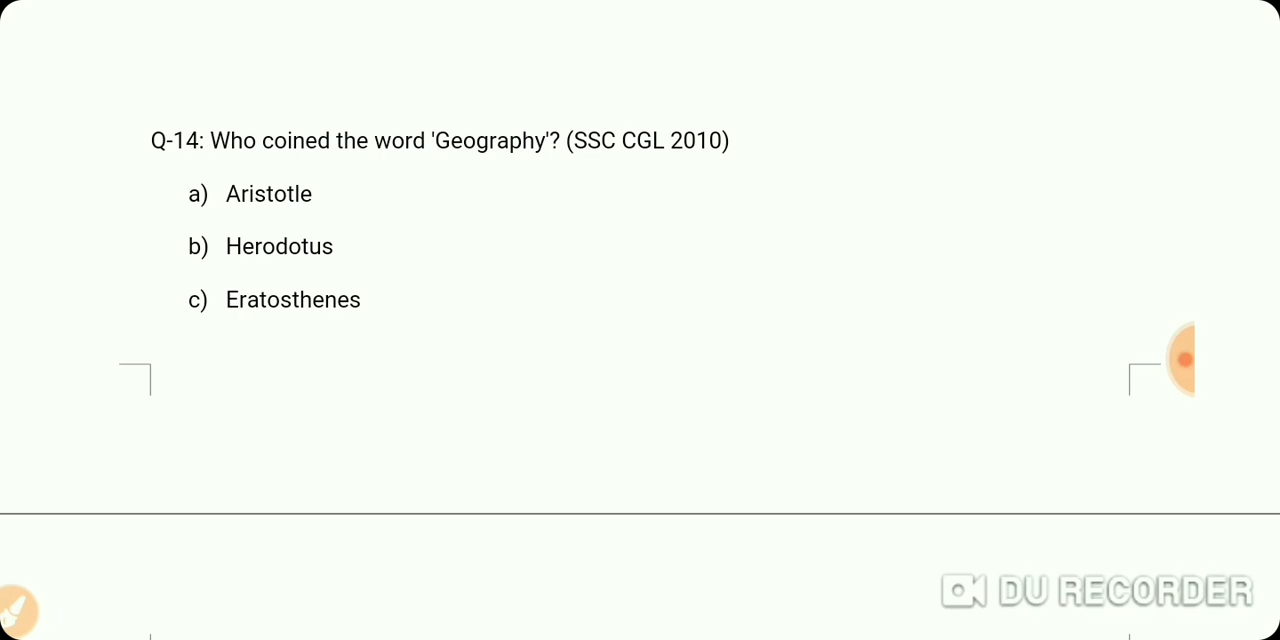 Q-14: Who coined the word 'Geography'? (SSC CGL 2010)
a) Aristotle
b) Herodotus
c) Eratosthenes
DU RECORDER